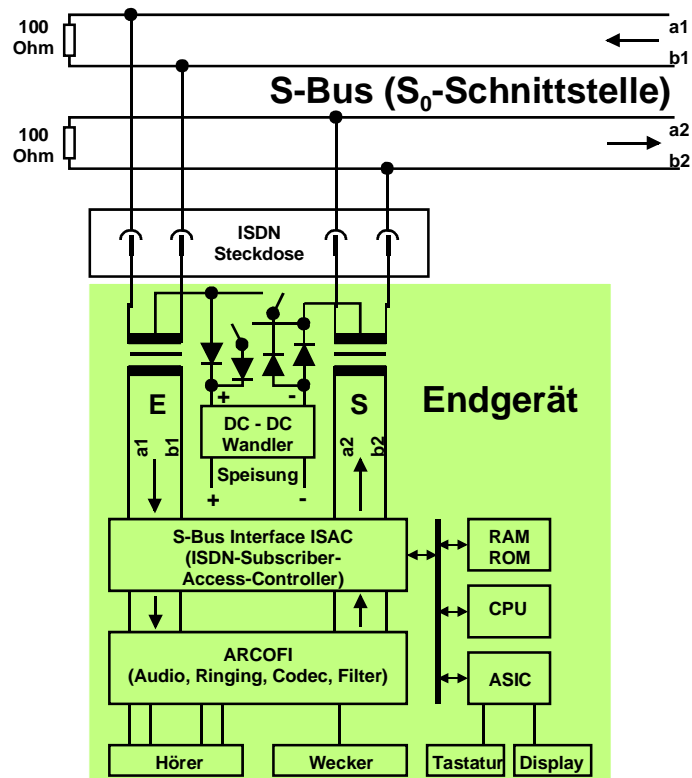 100
Ohm
a1
b1
S-Bus (S₀-Schnittstelle)
100
Ohm
a2
b2
ISDN
Steckdose
E
S
Endgerät
+
-
DC - DC
Wandler
a1
b1
a2
b2
Speisung
+
-
S-Bus Interface ISAC
(ISDN-Subscriber-
Access-Controller)
RAM
ROM
CPU
ARCOFI
(Audio, Ringing, Codec, Filter)
ASIC
Hörer
Wecker
Tastatur
Display